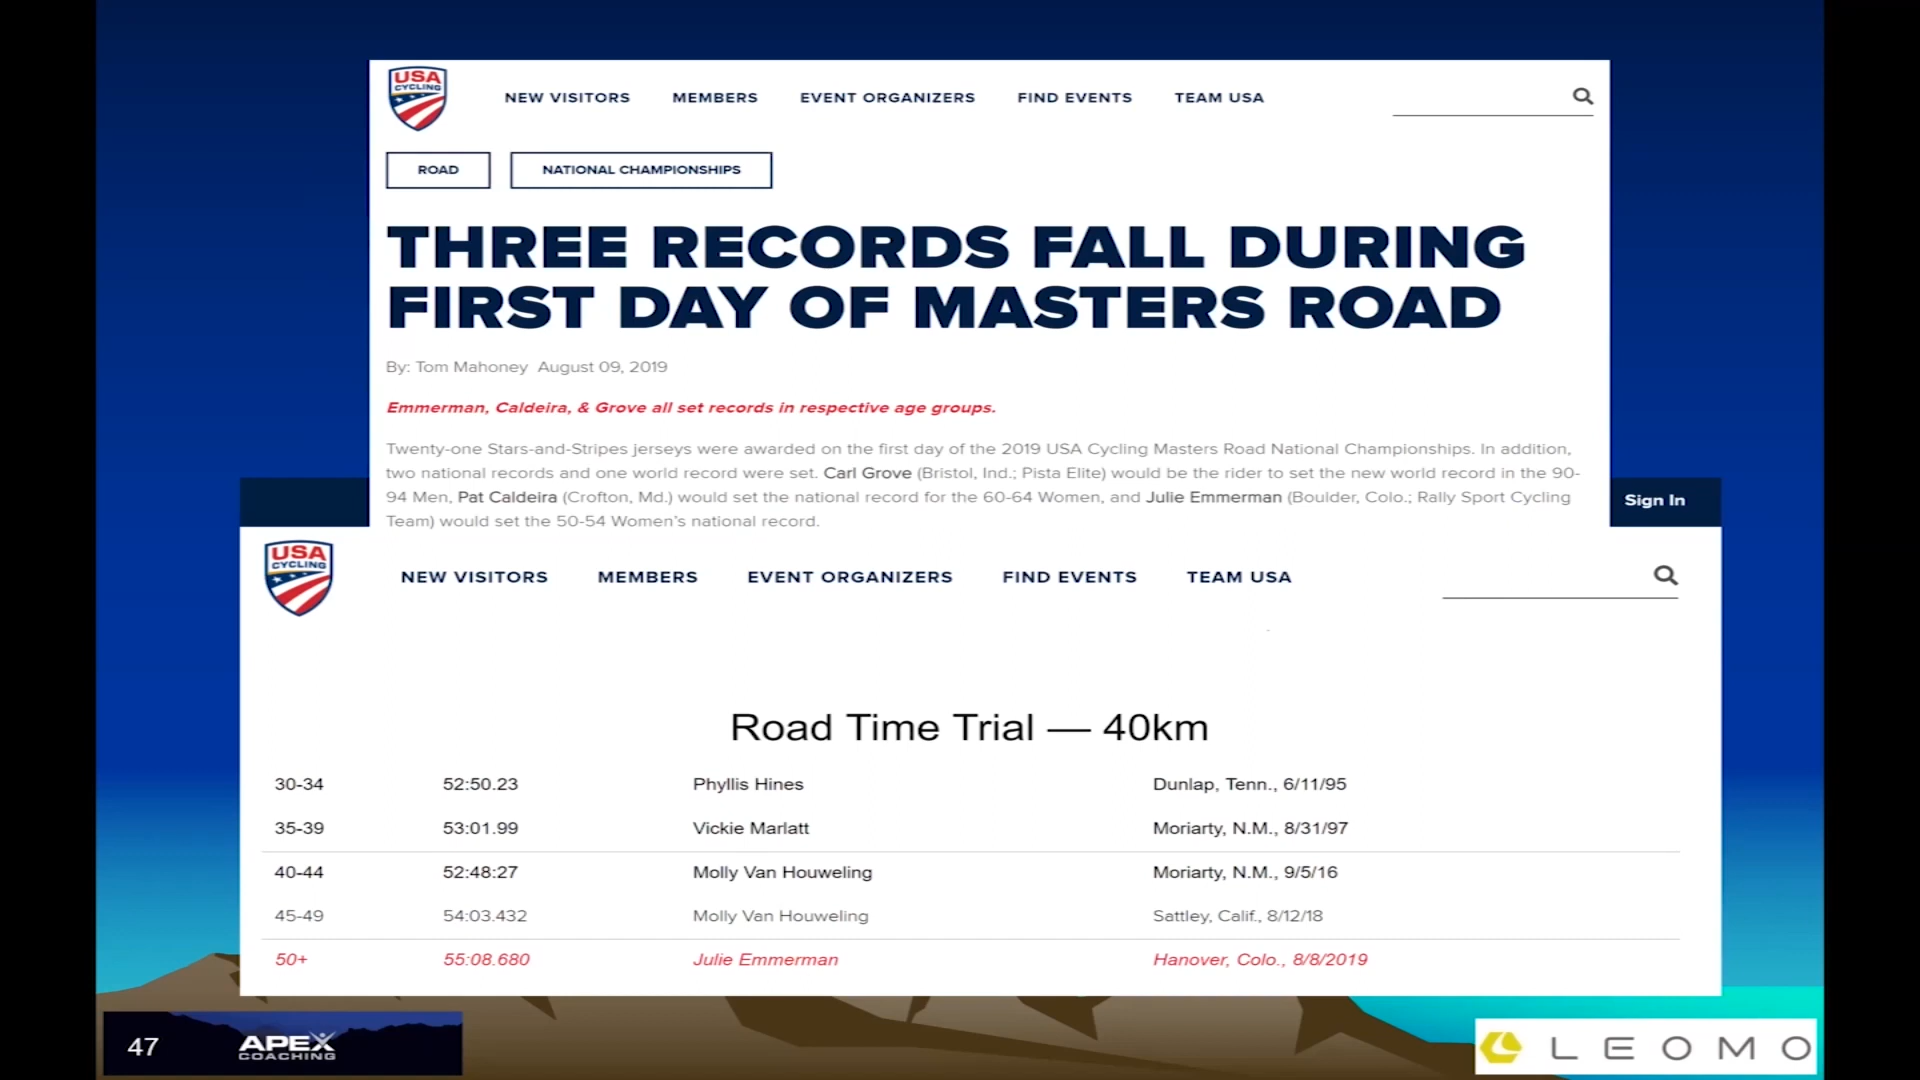 USA
CYCLING
NEW VISITORS MEMBERS EVENT ORGANIZERS FIND EVENTS TEAM USA
ROAD NATIONAL CHAMPIONSHIPS
THREE RECORDS FALL DURING
FIRST DAY OF MASTERS ROAD
By: Tom Mahoney August 09, 2019
Emmerman, Caldeira, & Grove all set records in respective age groups.
Twenty-one Stars-and-Stripes jerseys were awarded on the first day of the 2019 USA Cycling Masters Road National Championships. In addition,
two national records and one world record were set. Carl Grove (Bristol, Ind.; Pista Elite) would be the rider to set the new world record in the 90-
94 Men, Pat Caldeira (Crofton, Md.) would set the national record for the 60-64 Women, and Julie Emmerman (Boulder, Colo.; Rally Sport Cycling
Team) would set the 50-54 Women's national record.
Sign In
USA
CYCLING
NEW VISITORS MEMBERS EVENT ORGANIZERS FIND EVENTS TEAM USA
Road Time Trial — 40km
30-34 52:50.23 Phyllis Hines Dunlap, Tenn., 6/11/95
35-39 53:01.99 Vickie Marlatt Moriarty, N.M., 8/31/97
40-44 52:48:27 Molly Van Houweling Moriarty, N.M., 9/5/16
45-49 54:03.432 Molly Van Houweling Sattley, Calif., 8/12/18
50+ 55:08.680 Julie Emmerman Hanover, Colo., 8/8/2019
47
APEX
COACHING
LEOMO